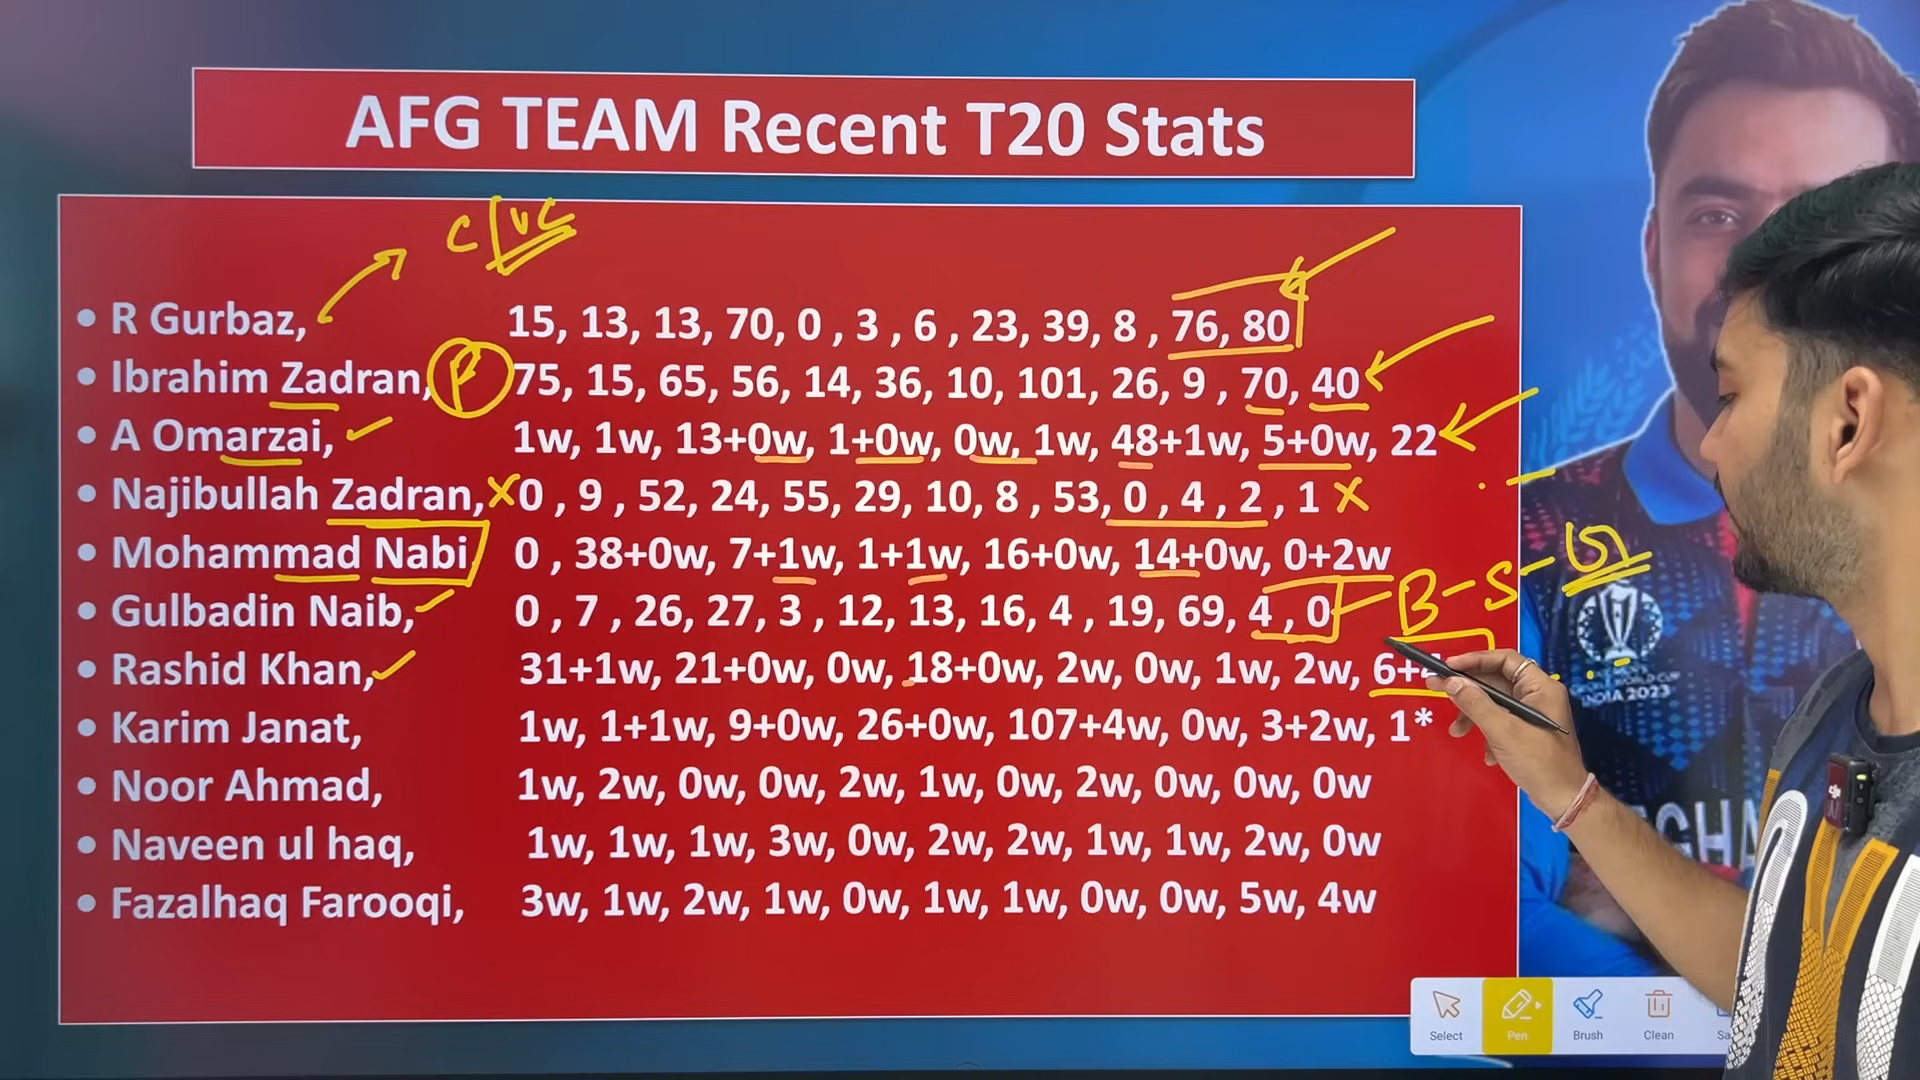 AFG TEAM Recent T20 Stats
C/VC
• R Gurbaz, 15, 13, 13, 70, 0 , 3 , 6 , 23, 39, 8 , 76, 80
• Ibrahim Zadran, P 75, 15, 65, 56, 14, 36, 10, 101, 26, 9 , 70, 40
• A Omarzai, 1w, 1w, 13+0w, 1+0w, 0w, 1w, 48+1w, 5+0w, 22
• Najibullah Zadran, X 0 , 9 , 52, 24, 55, 29, 10, 8 , 53, 0 , 4 , 2 , 1 X
• Mohammad Nabi 0 , 38+0w, 7+1w, 1+1w, 16+0w, 14+0w, 0+2w
• Gulbadin Naib, 0 , 7 , 26, 27, 3 , 12, 13, 16, 4 , 19, 69, 4 , 0 B-S-
• Rashid Khan, 31+1w, 21+0w, 0w, 18+0w, 2w, 0w, 1w, 2w, 6+4
• Karim Janat, 1w, 1+1w, 9+0w, 26+0w, 107+4w, 0w, 3+2w, 1*
• Noor Ahmad, 1w, 2w, 0w, 0w, 2w, 1w, 0w, 2w, 0w, 0w, 0w
• Naveen ul haq, 1w, 1w, 1w, 3w, 0w, 2w, 2w, 1w, 1w, 2w, 0w
• Fazalhaq Farooqi, 3w, 1w, 2w, 1w, 0w, 1w, 1w, 0w, 0w, 5w, 4w
INDIA 2023
GHA
Select Pen Brush Clean Sa